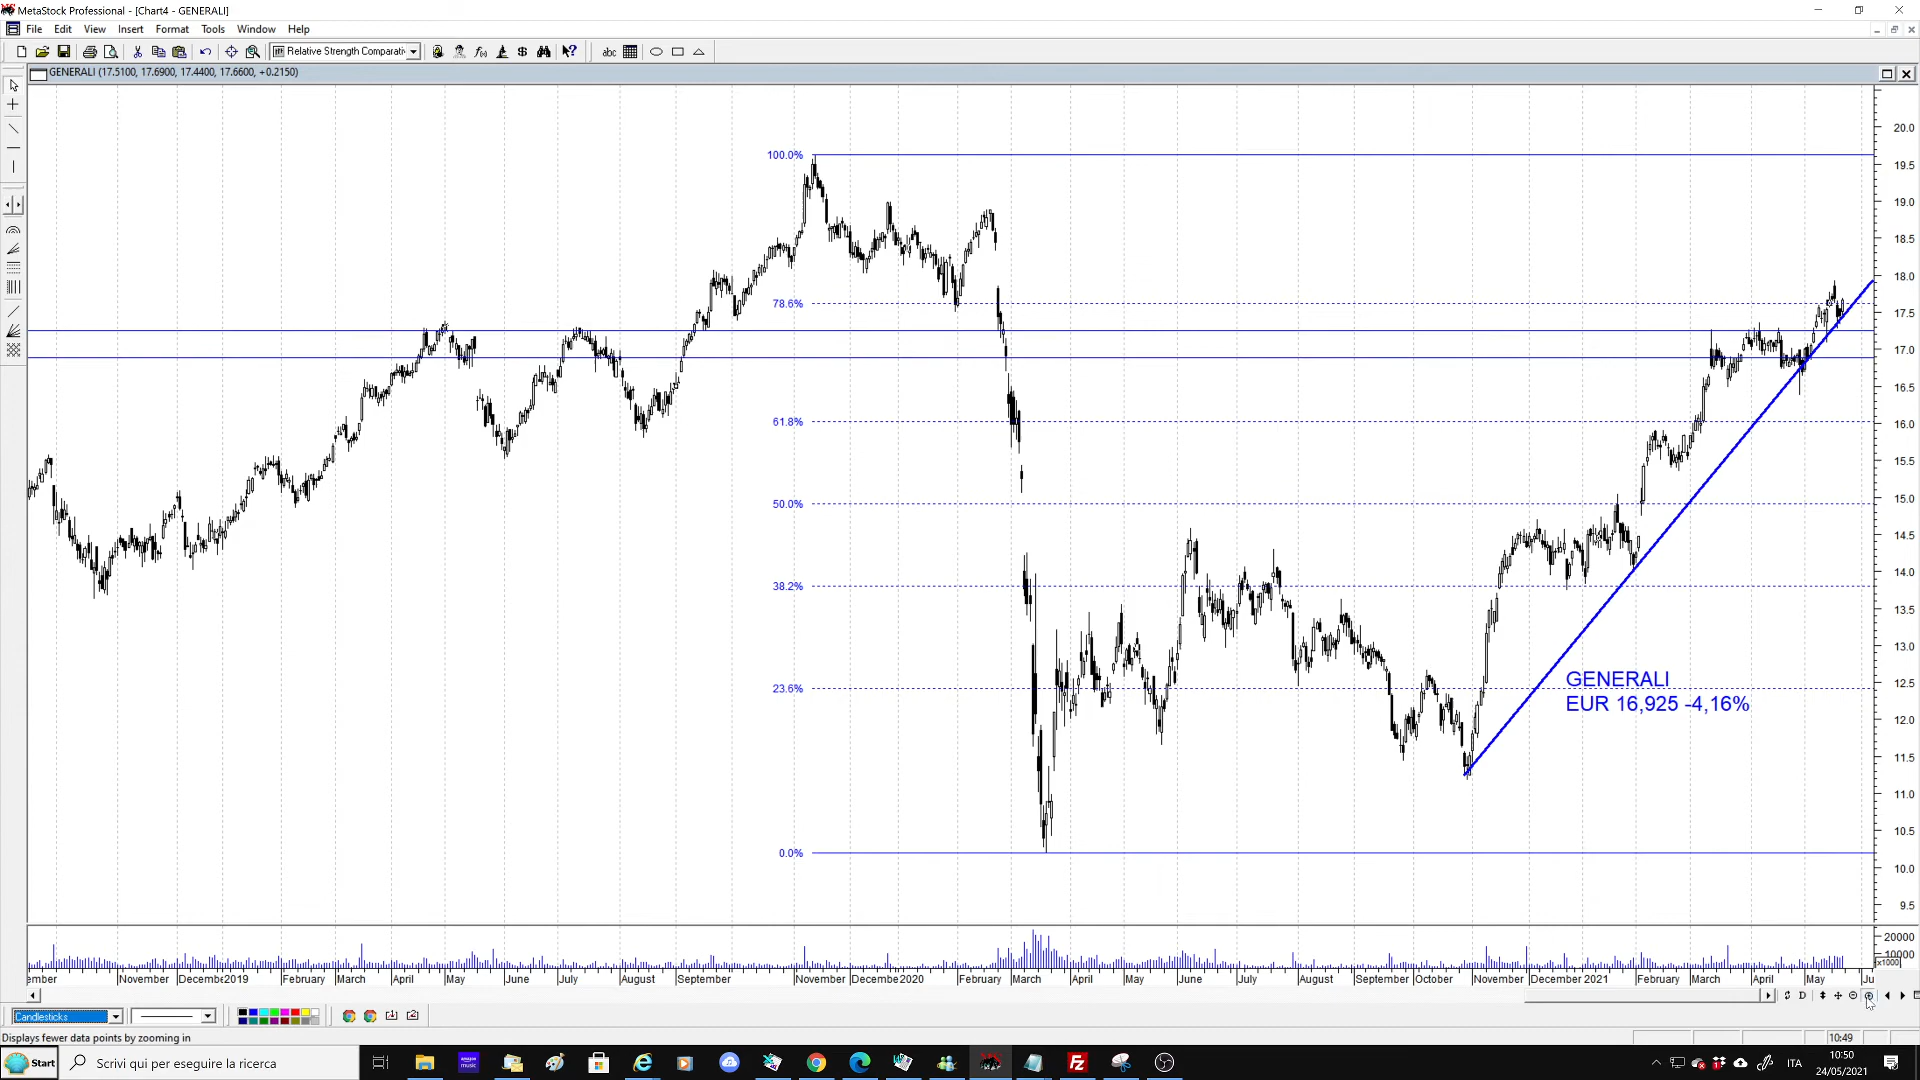 MetaStock Professional - [Chart4 - GENERALI]
File Edit View Insert Format Tools Window Help
Relative Strength Comparati
abc
GENERALI (17.5100, 17.6900, 17.4400, 17.6600, +0.2150)
20.0
100.0%
19.5
19.0
18.5
18.0
78.6%
17.5
17.0
16.5
61.8%
16.0
15.5
50.0%
15.0
14.5
14.0
38.2%
13.5
13.0
GENERALI
23.6%
12.5
EUR 16,925 -4,16%
12.0
11.5
11.0
10.5
0.0%
10.0
9.5
20000
10000
x1000
ember November Decembe 2019 February March April May June July August September November Decembe 2020 February March April May June July August September October November December 2021 February March April May Ju
D
Candlesticks
Displays fewer data points by zooming in
10:49
Start Scrivi qui per eseguire la ricerca
ITA
10:50
24/05/2021